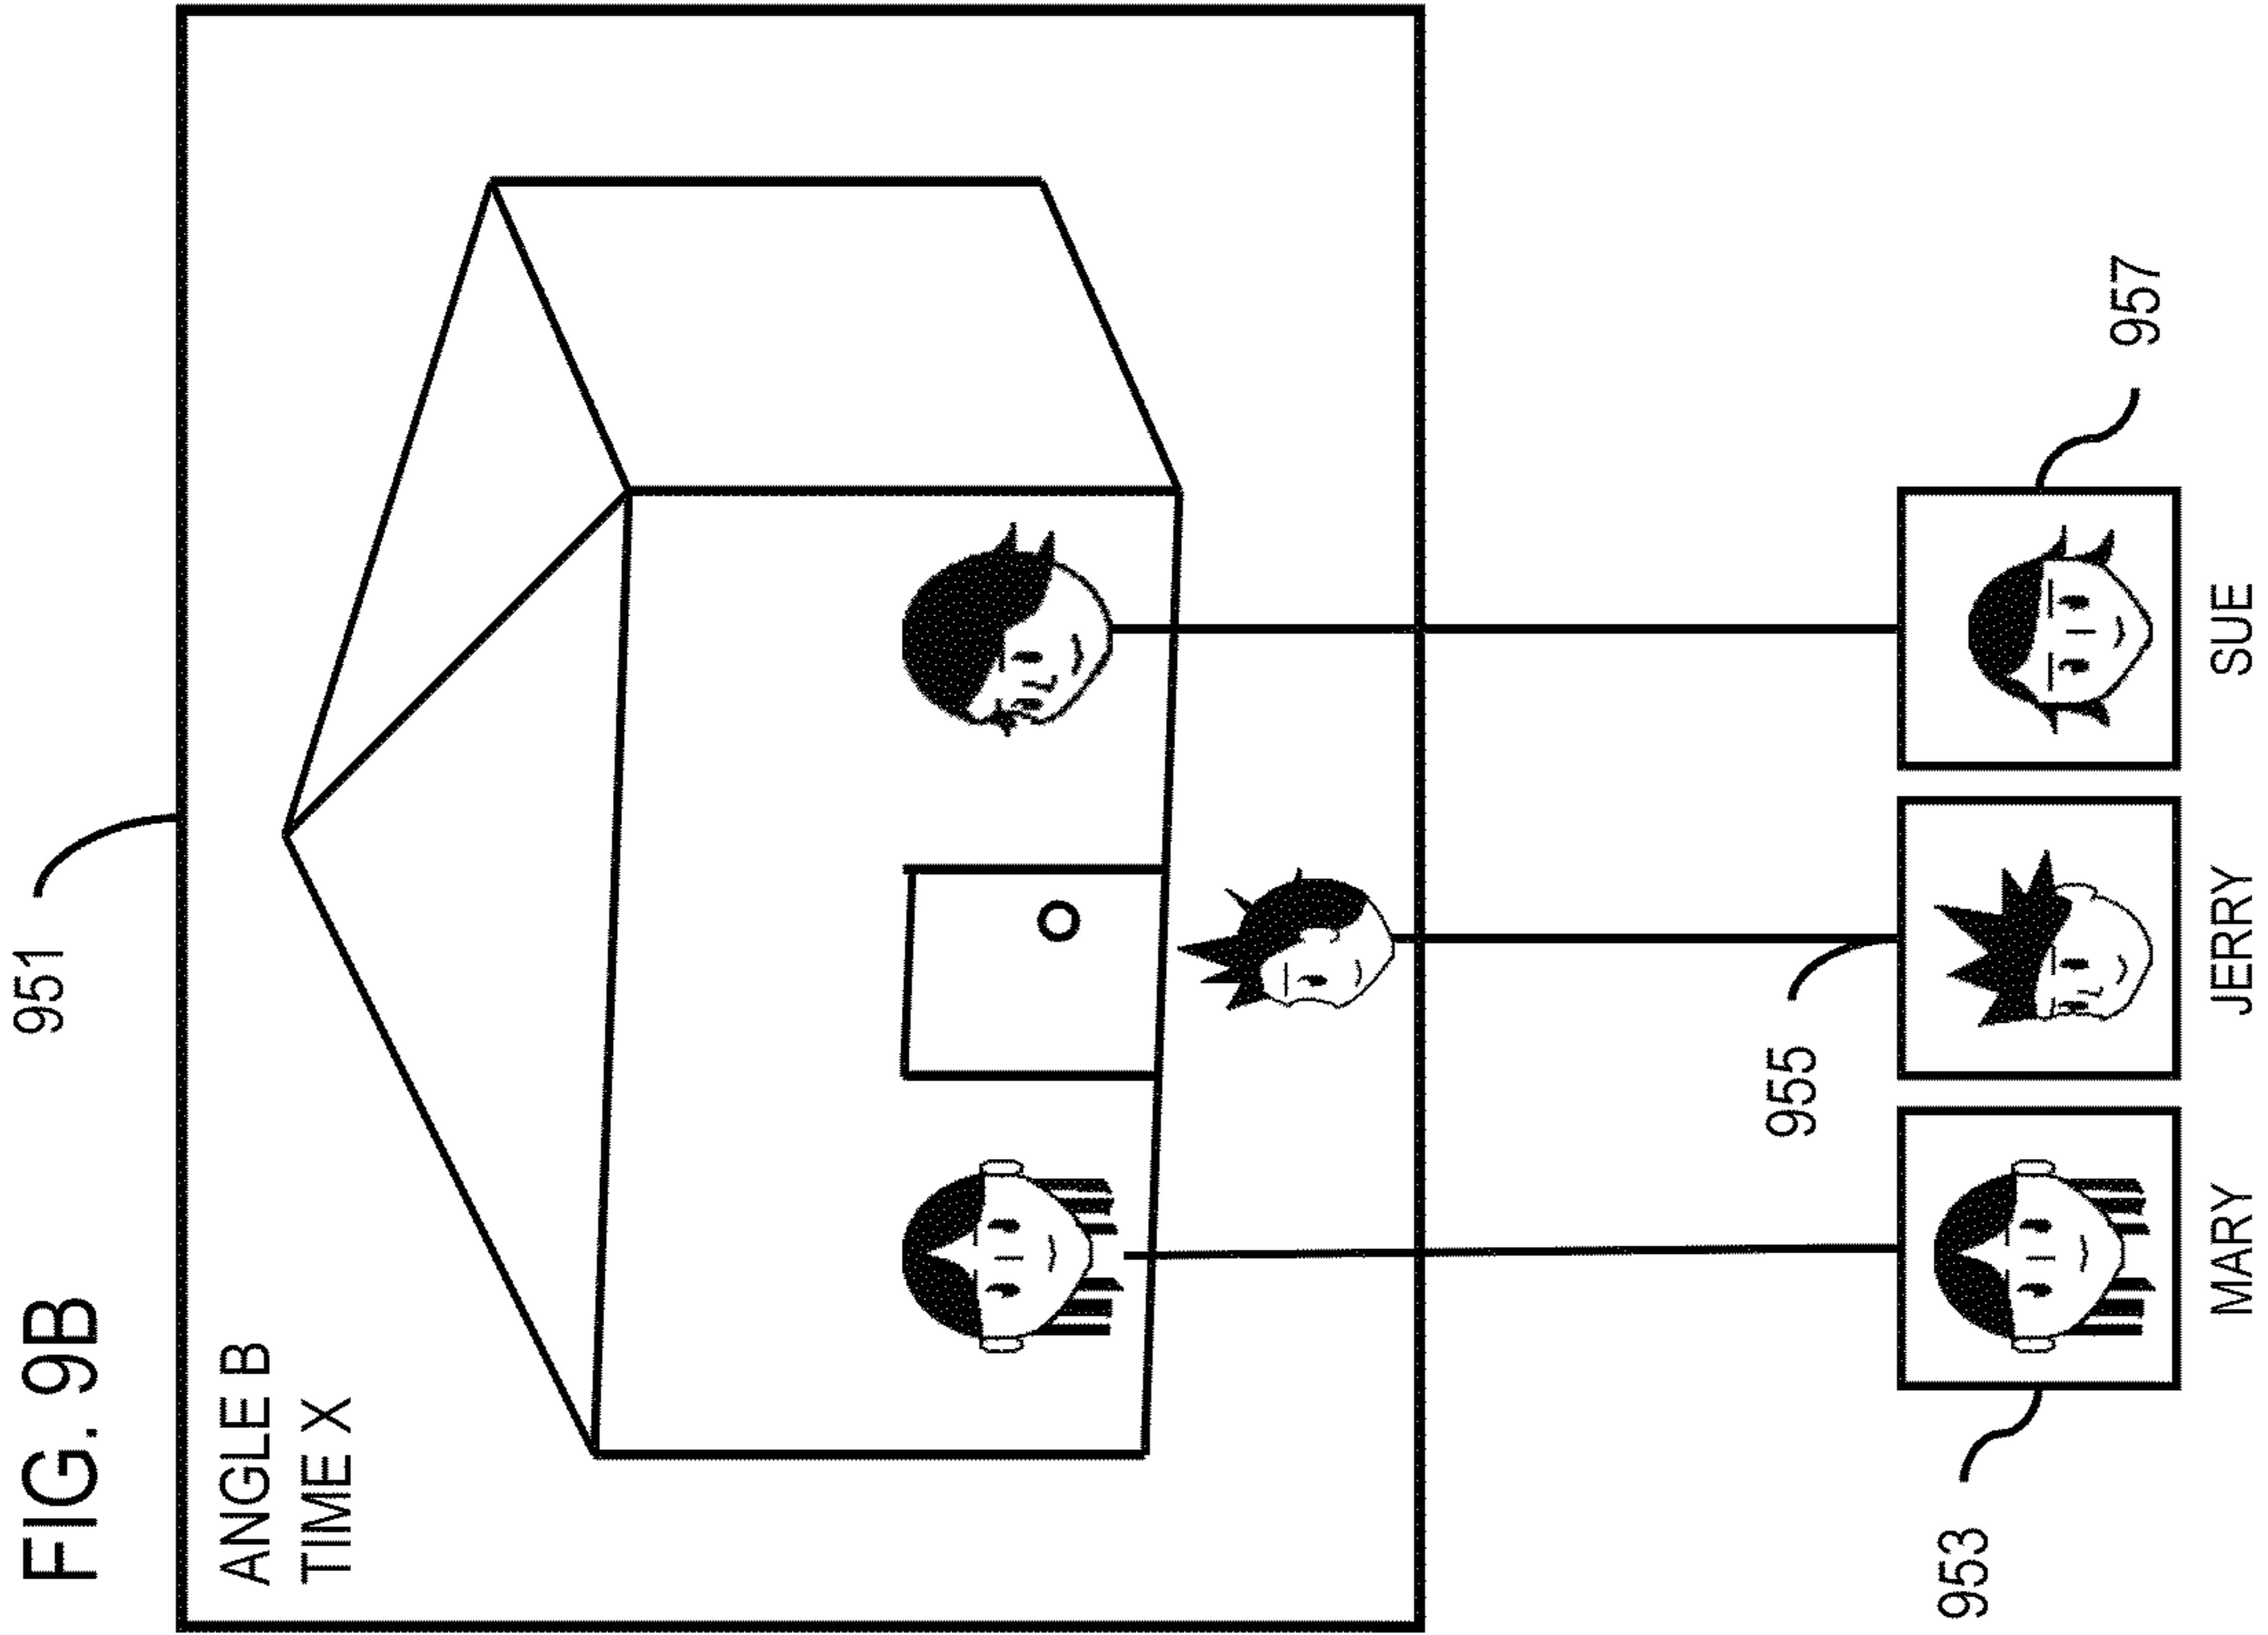 FIG. 9B
951
ANGLE B
TIME X
955
953
957
MARY
JERRY
SUE